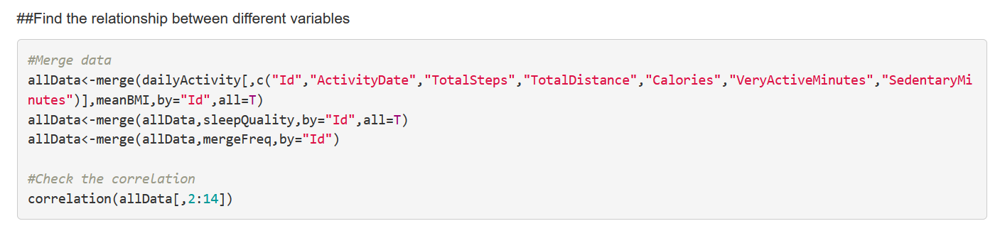 ##Find the relationship between different variables
#Merge data
allData<-merge(dailyActivity[,c("Id","ActivityDate","TotalSteps","TotalDistance","Calories","VeryActiveMinutes","SedentaryMi
nutes")],meanBMI,by="Id",all=T)
allData<-merge(allData,sleepQuality,by="Id",all=T)
allData<-merge(allData,mergeFreq,by="Id")
#Check the correlation
correlation(allData[,2:14])